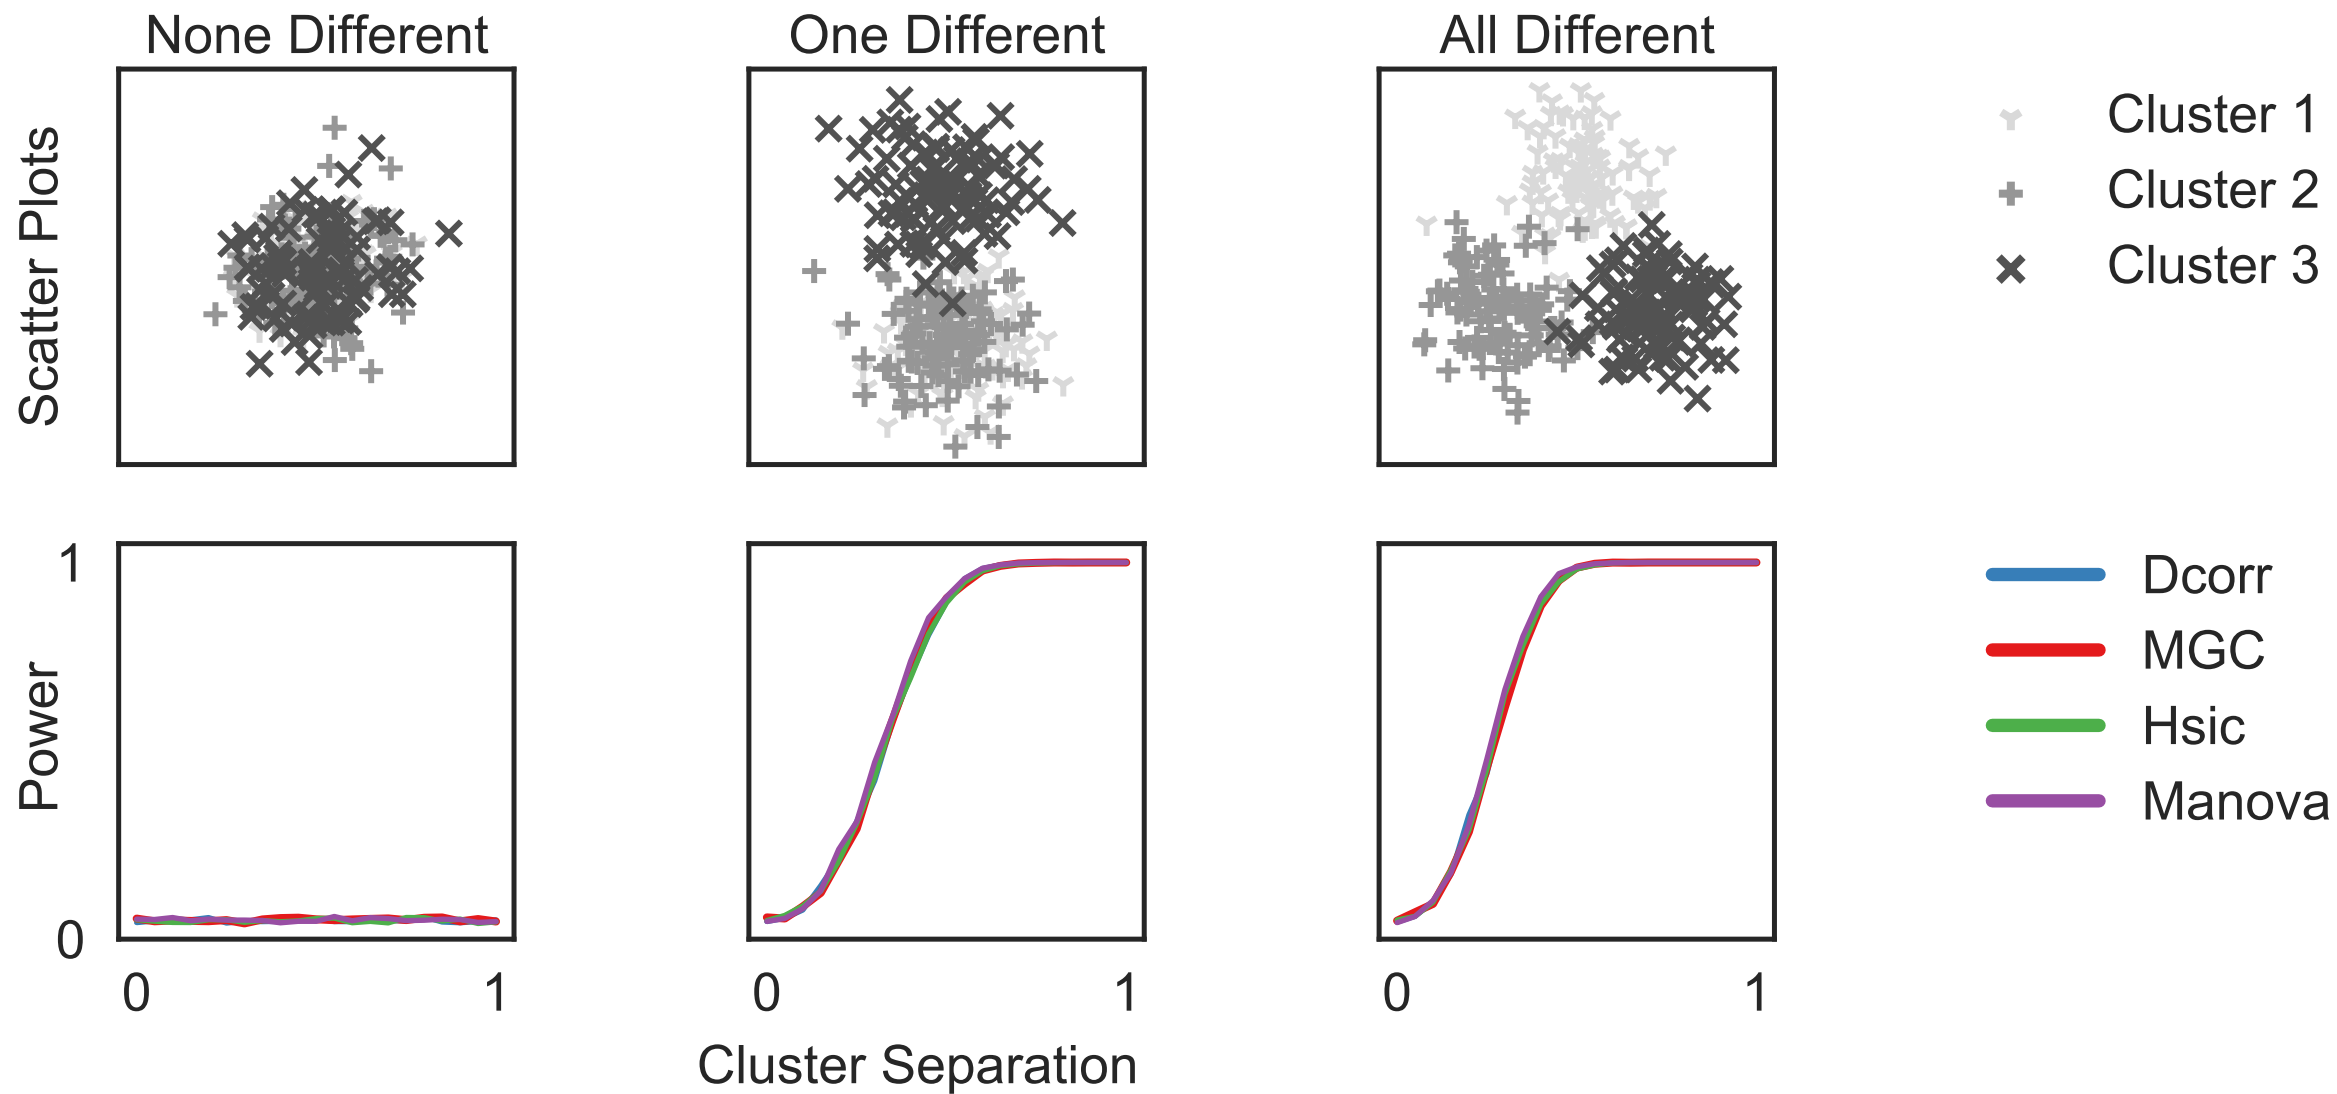 None Different
One Different
All Different
Scatter Plots
Cluster 1
Cluster 2
Cluster 3
Power
1
0
0
1
0
1
0
1
Cluster Separation
Dcorr
MGC
Hsic
Manova